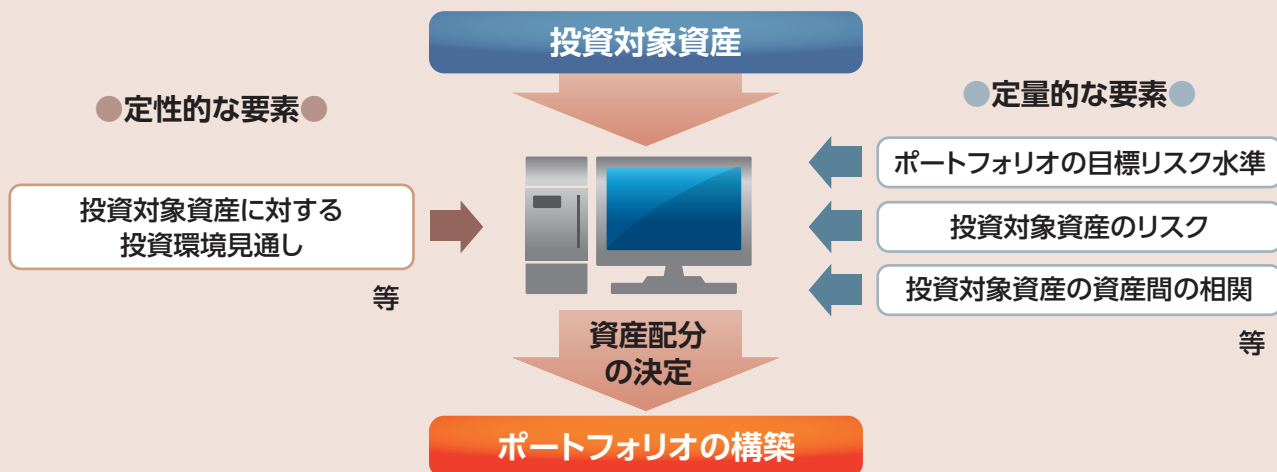 投資対象資産
●定性的な要素●
投資対象資産に対する
投資環境見通し
等
●定量的な要素●
ポートフォリオの目標リスク水準
投資対象資産のリスク
投資対象資産の資産間の相関
等
資産配分
の決定
ポートフォリオの構築